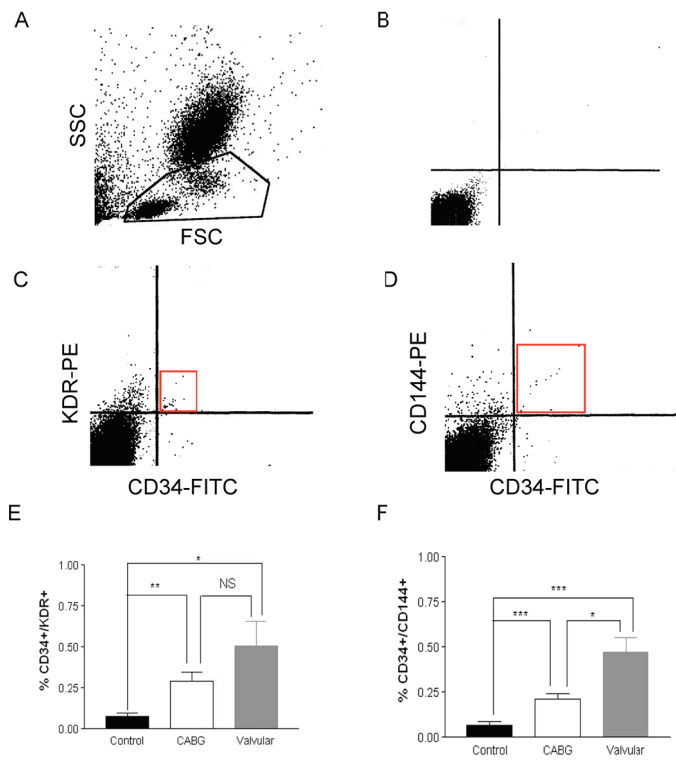 A
B
SSC
FSC
C
D
KDR-PE
CD144-PE
CD34-FITC
CD34-FITC
E
F
% CD34+/KDR+
1.00
0.75
0.50
0.25
0.00
*
**
NS
Control CABG Valvular
% CD34+/CD144+
1.00
0.75
0.50
0.25
0.00
***
***
*
Control CABG Valvular